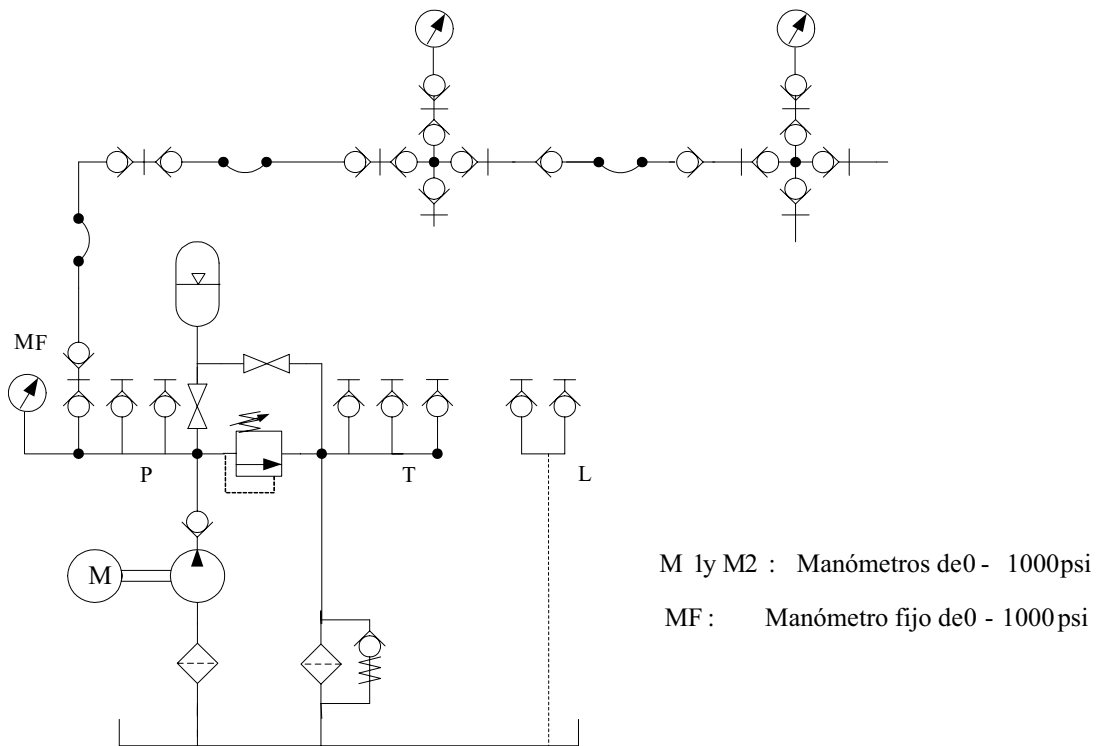 MF
P
T
L
M
M 1y M2 : Manómetros de0 - 1000psi
MF : Manómetro fijo de0 - 1000psi